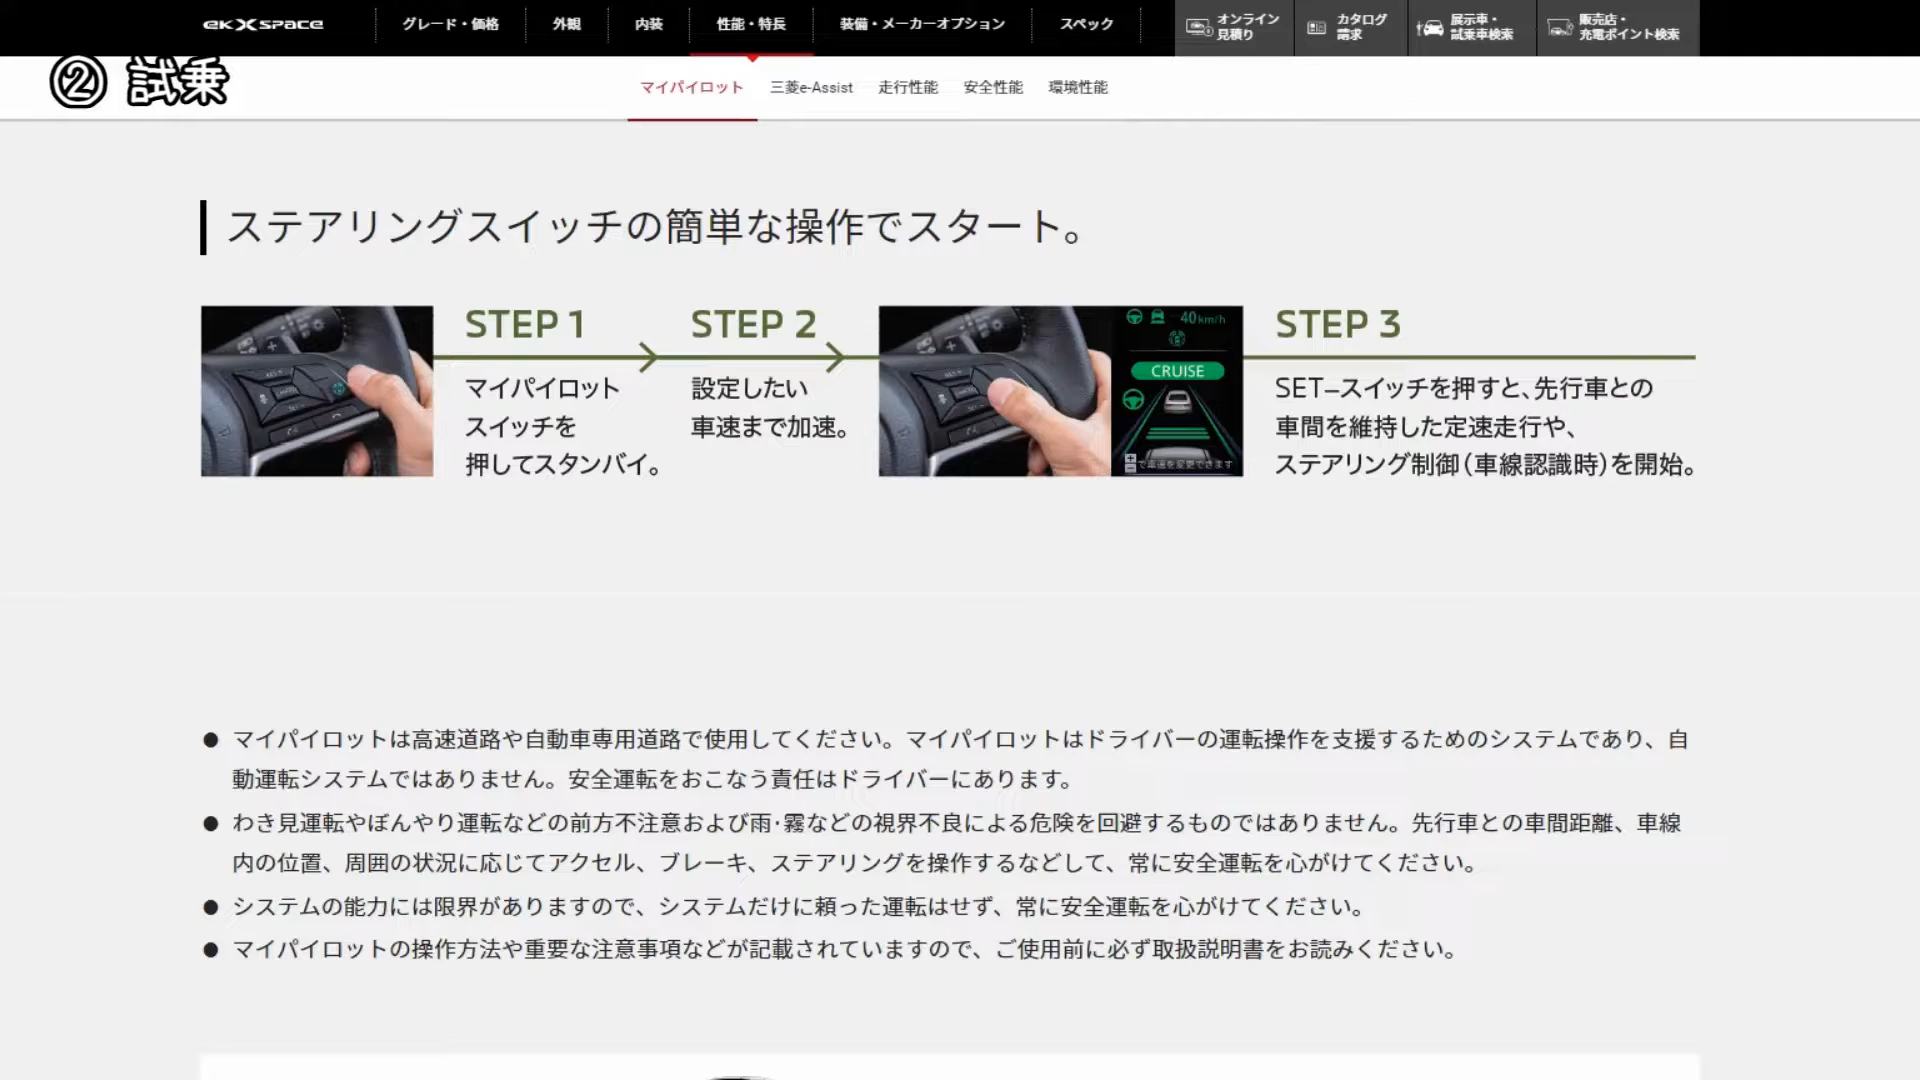 eK X SPACE
グレード・価格
外観
内装
性能・特長
装備・メーカーオプション
スペック
オンライン
見積り
カタログ
請求
展示車・
試乗車検索
販売店・
充電ポイント検索
② 試乗
マイパイロット
三菱e-Assist
走行性能
安全性能
環境性能
ステアリングスイッチの簡単な操作でスタート。
STEP 1
マイパイロット
スイッチを
押してスタンバイ。
STEP 2
設定したい
車速まで加速。
40km/h
CRUISE
で車速を変更できます
STEP 3
SET–スイッチを押すと、先行車との
車間を維持した定速走行や、
ステアリング制御（車線認識時）を開始。
● マイパイロットは高速道路や自動車専用道路で使用してください。マイパイロットはドライバーの運転操作を支援するためのシステムであり、自
動運転システムではありません。安全運転をおこなう責任はドライバーにあります。
● わき見運転やぼんやり運転などの前方不注意および雨･霧などの視界不良による危険を回避するものではありません。先行車との車間距離、車線
内の位置、周囲の状況に応じてアクセル、ブレーキ、ステアリングを操作するなどして、常に安全運転を心がけてください。
● システムの能力には限界がありますので、システムだけに頼った運転はせず、常に安全運転を心がけてください。
● マイパイロットの操作方法や重要な注意事項などが記載されていますので、ご使用前に必ず取扱説明書をお読みください。